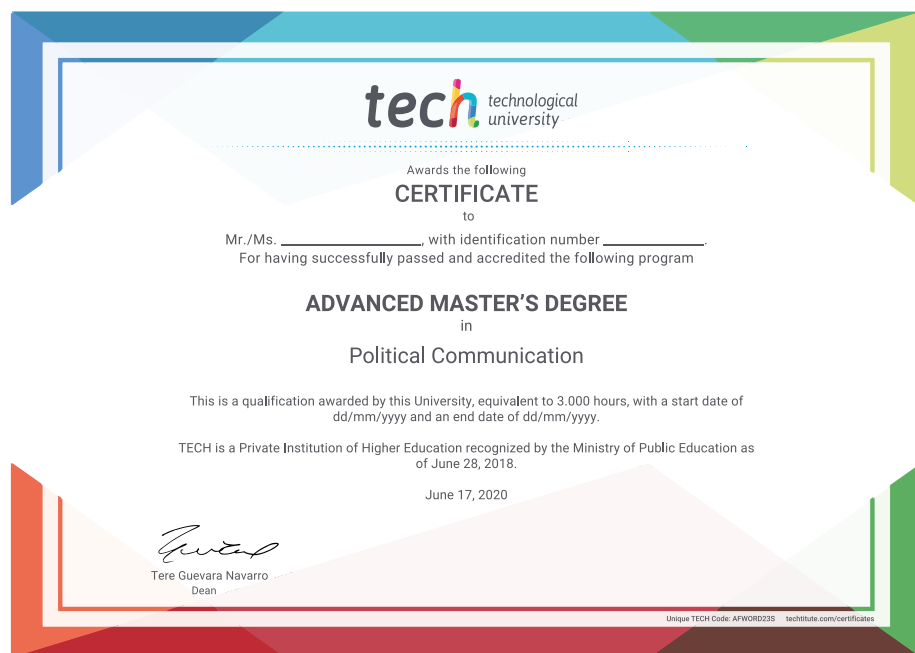 tech technological
university
Awards the following
CERTIFICATE
to
Mr./Ms. ____________________, with identification number ______________.
For having successfully passed and accredited the following program
ADVANCED MASTER'S DEGREE
in
Political Communication
This is a qualification awarded by this University, equivalent to 3.000 hours, with a start date of
dd/mm/yyyy and an end date of dd/mm/yyyy.
TECH is a Private Institution of Higher Education recognized by the Ministry of Public Education as
of June 28, 2018.
June 17, 2020
Tere Guevara Navarro
Dean
Unique TECH Code: AFWORD23S techtitute.com/certificates